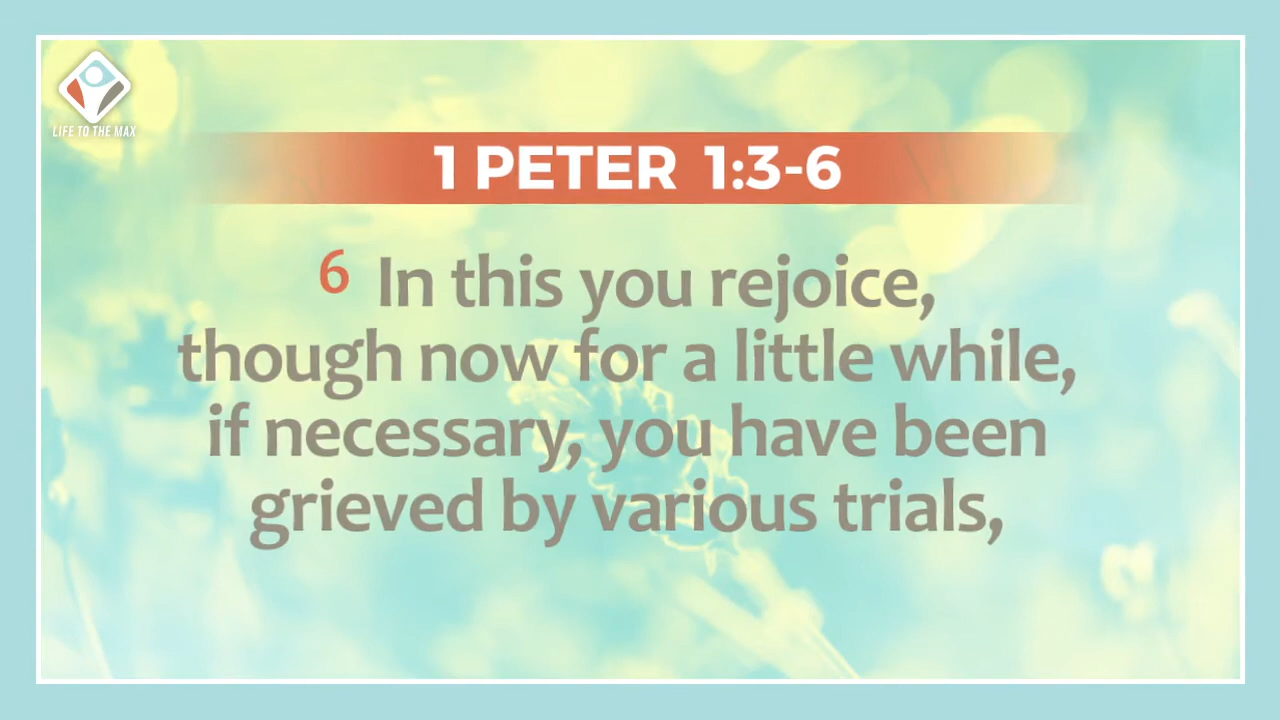 LIFE TO THE MAX
1 PETER 1:3-6
6 In this you rejoice,
though now for a little while,
if necessary, you have been
grieved by various trials,